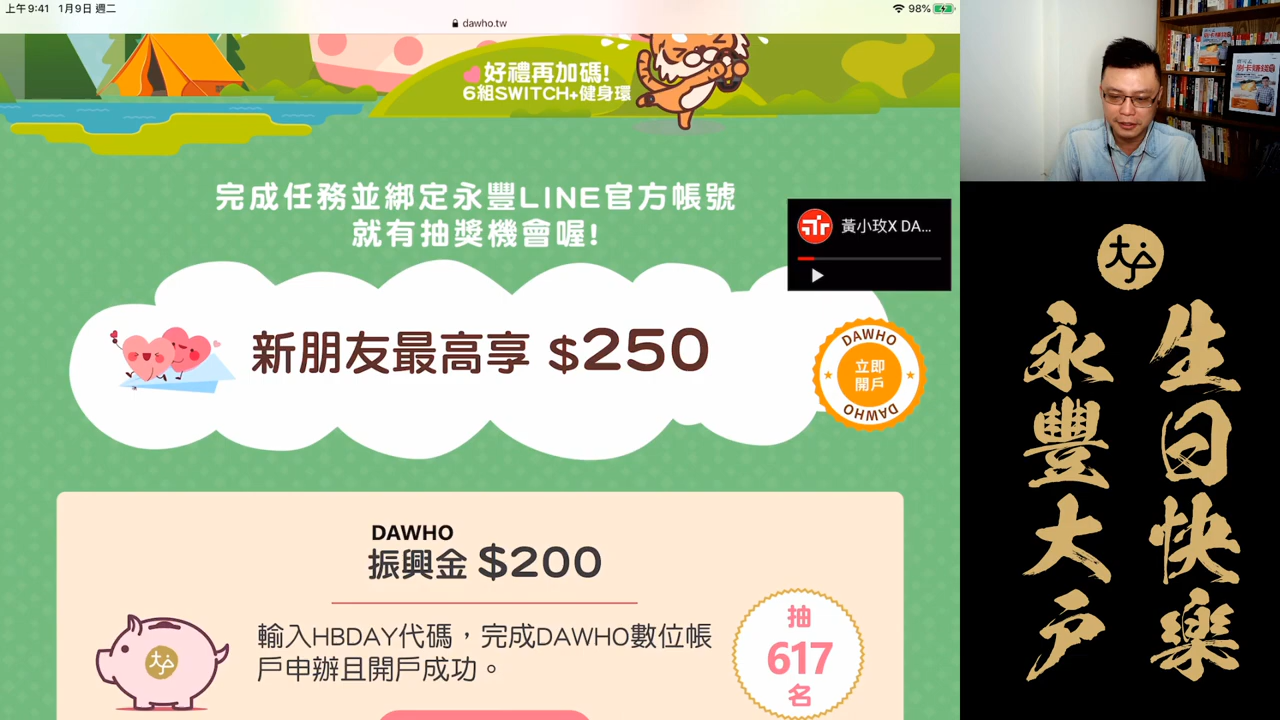 上午9:41 1月9日 週二
98%
dawho.tw
好禮再加碼!
6組SWITCH+健身環
完成任務並綁定永豐LINE官方帳號
就有抽獎機會喔!
黃小玫X DA...
新朋友最高享 $250
DAWHO
立即
開戶
DAWHO
DAWHO
振興金 $200
輸入HBDAY代碼,完成DAWHO數位帳
戶申辦且開戶成功。
大戶
抽
617
名
刷卡賺錢
大戶
生日快樂
永豐大戶